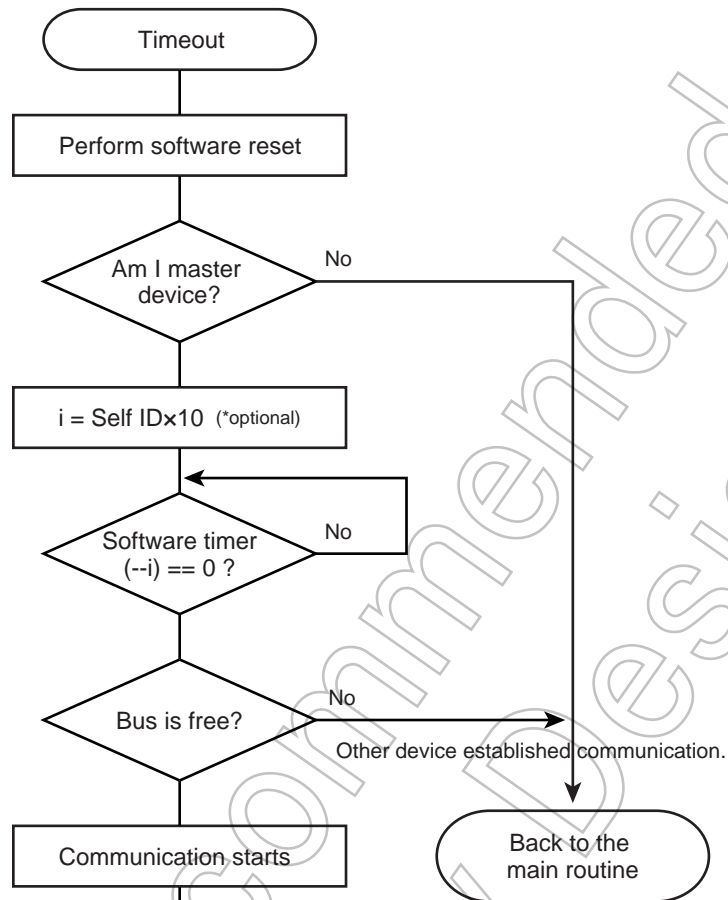 Timeout
Perform software reset
Am I master
device?
No
i = Self ID×10 (*optional)
Software timer
(--i) == 0 ?
No
Bus is free?
No
Other device established communication.
Communication starts
Back to the
main routine